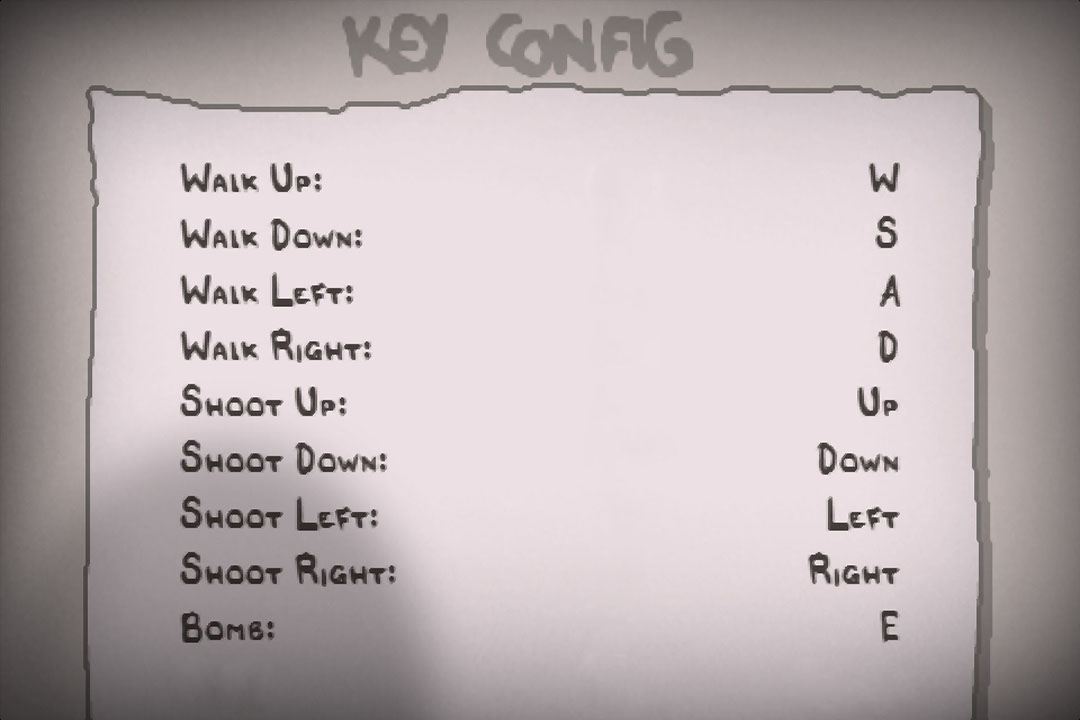 KEY CONFIG
WALK UP: W
WALK DOWN: S
WALK LEFT: A
WALK RIGHT: D
SHOOT UP: UP
SHOOT DOWN: DOWN
SHOOT LEFT: LEFT
SHOOT RIGHT: RIGHT
BOMB: E